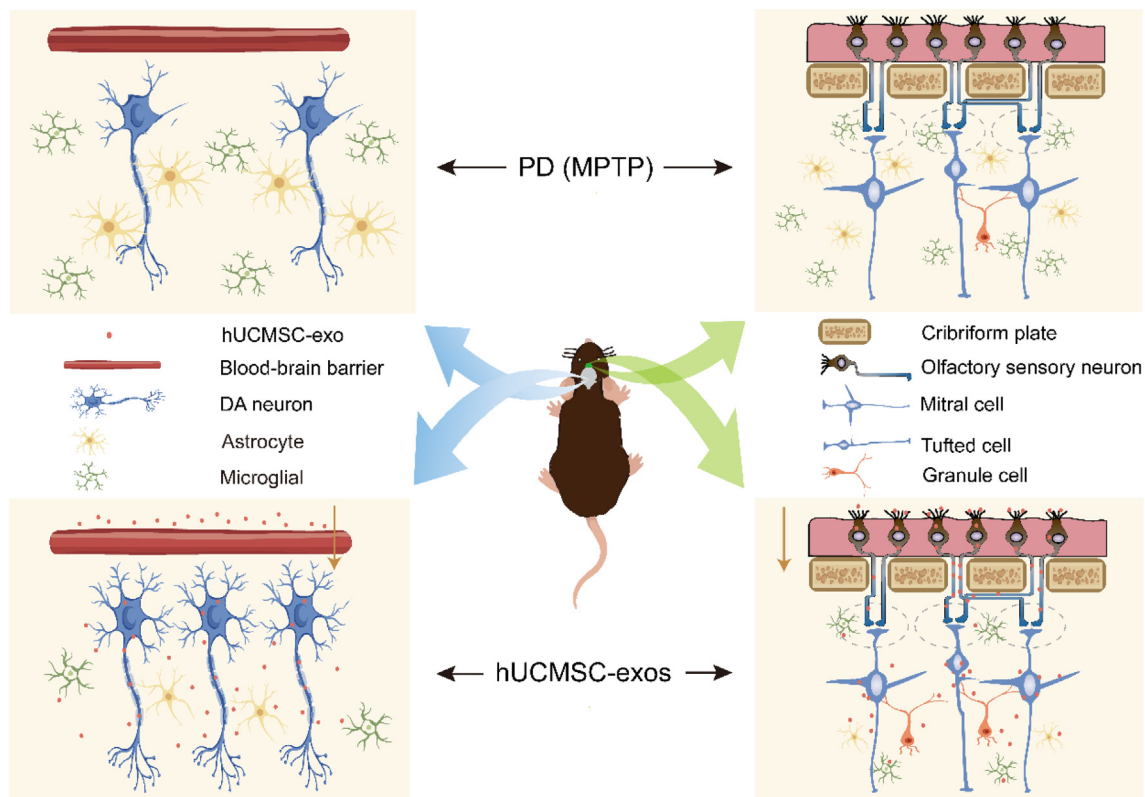 PD (MPTP)
hUCMSC-exo
Blood-brain barrier
DA neuron
Astrocyte
Microglial
Cribriform plate
Olfactory sensory neuron
Mitral cell
Tufted cell
Granule cell
hUCMSC-exos